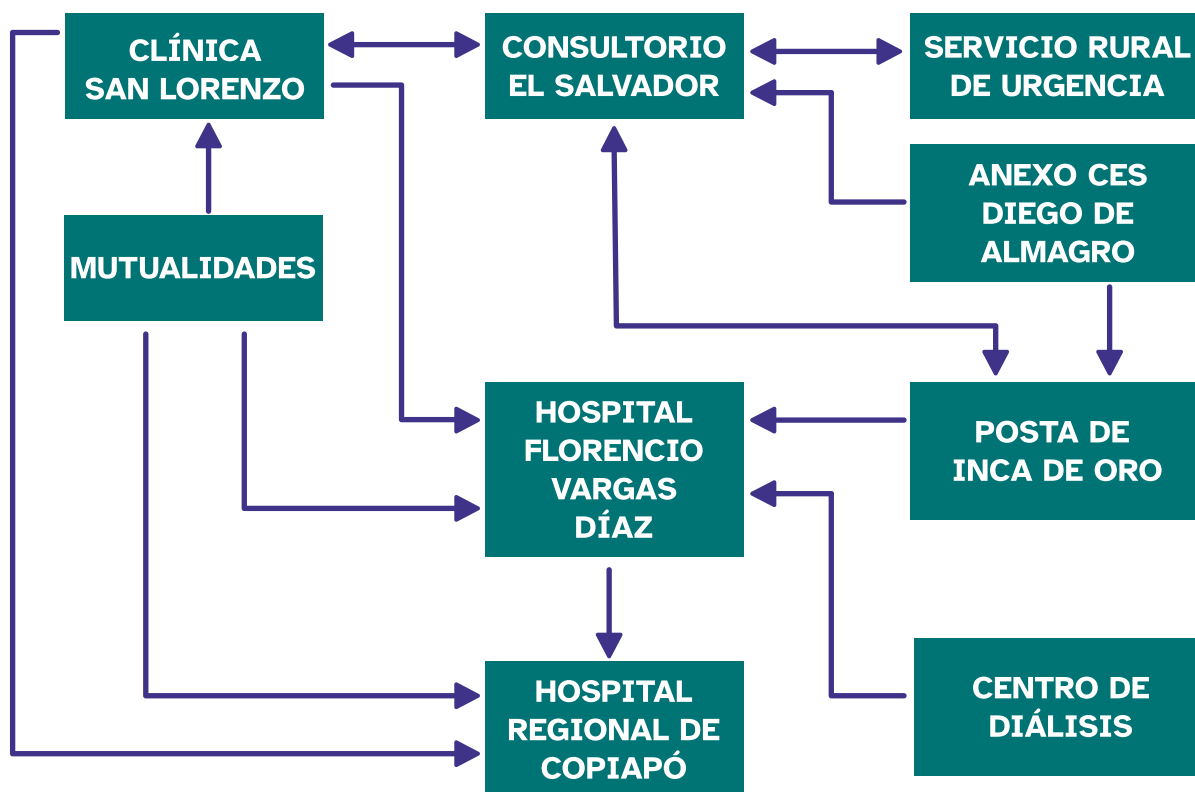 CLÍNICA
SAN LORENZO
CONSULTORIO
EL SALVADOR
SERVICIO RURAL
DE URGENCIA
ANEXO CES
DIEGO DE
ALMAGRO
MUTUALIDADES
HOSPITAL
FLORENCIO
VARGAS
DÍAZ
POSTA DE
INCA DE ORO
HOSPITAL
REGIONAL DE
COPIAPÓ
CENTRO DE
DIÁLISIS